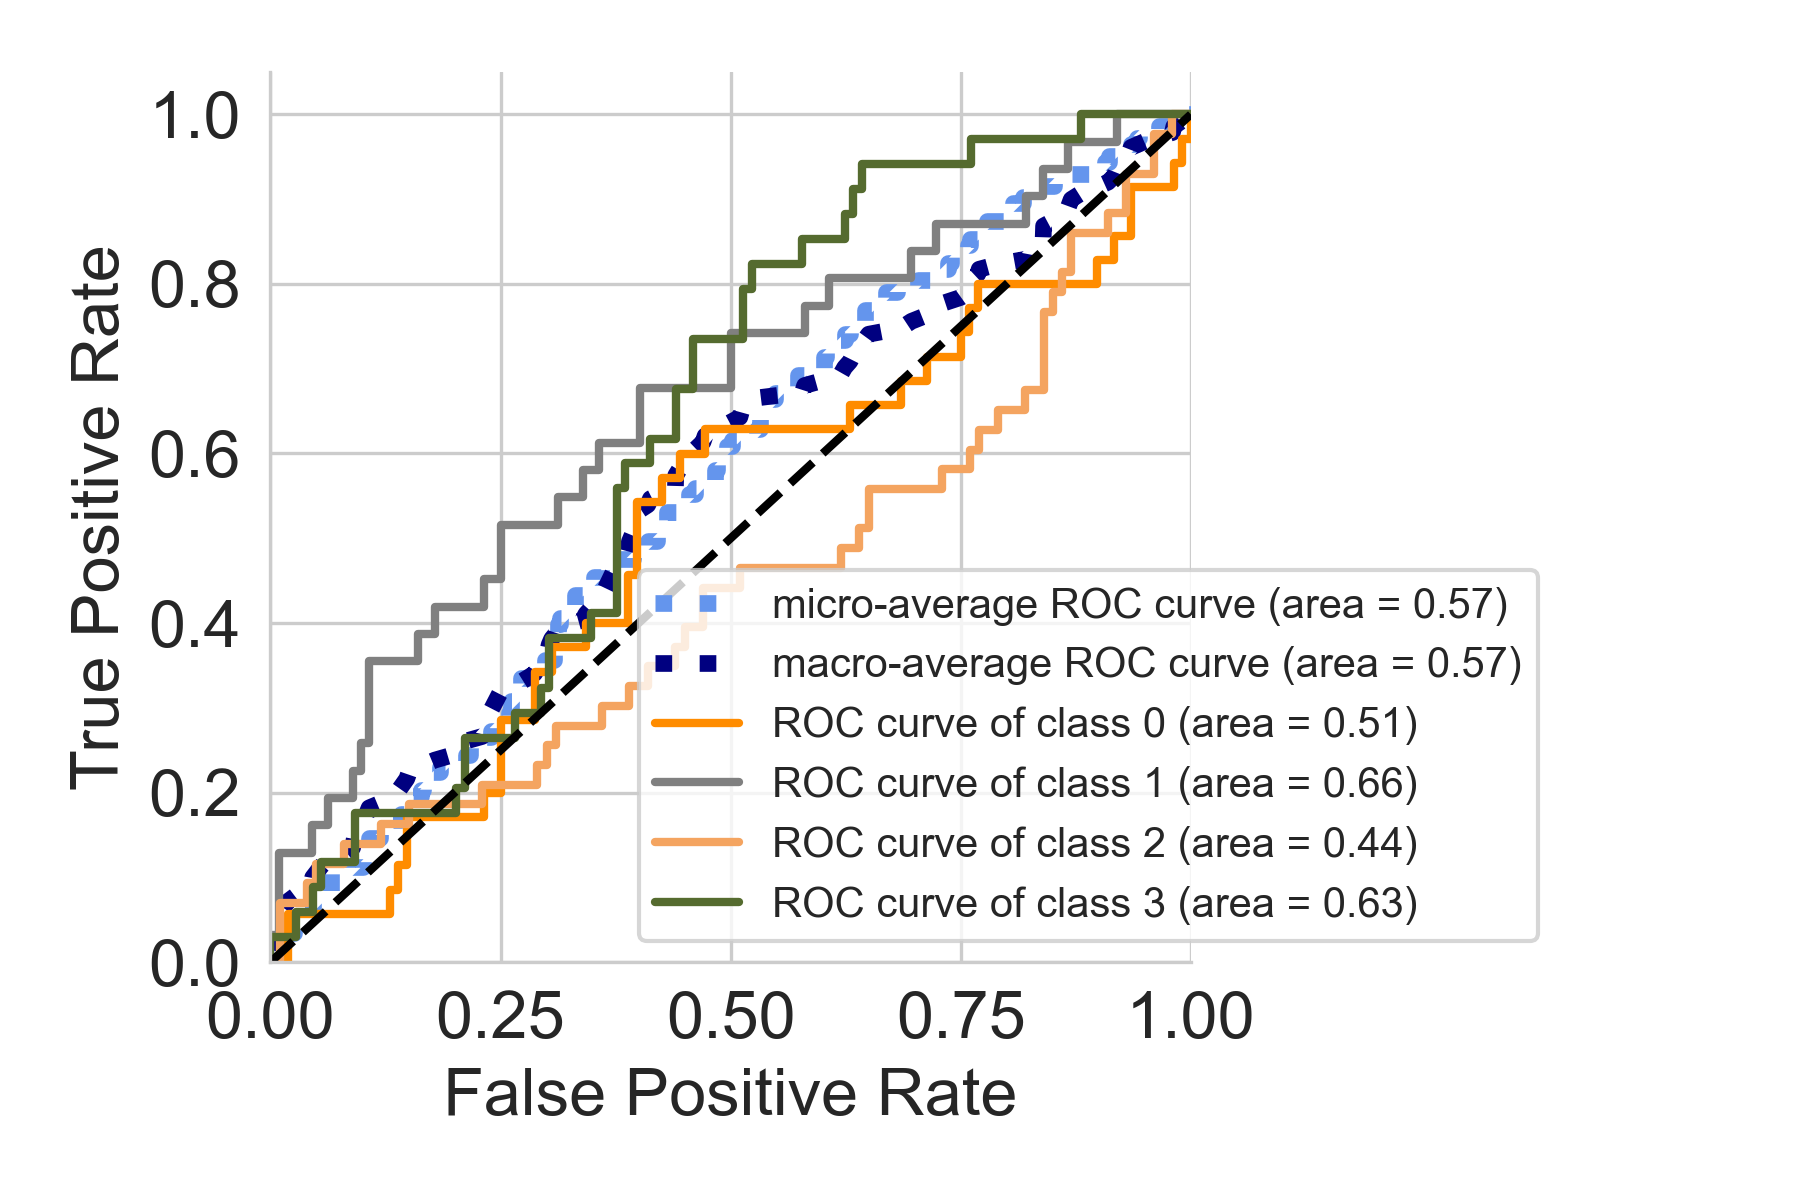 True Positive Rate
1.0
0.8
0.6
0.4
0.2
0.0
0.00 0.25 0.50 0.75 1.00
False Positive Rate
micro-average ROC curve (area = 0.57)
macro-average ROC curve (area = 0.57)
ROC curve of class 0 (area = 0.51)
ROC curve of class 1 (area = 0.66)
ROC curve of class 2 (area = 0.44)
ROC curve of class 3 (area = 0.63)